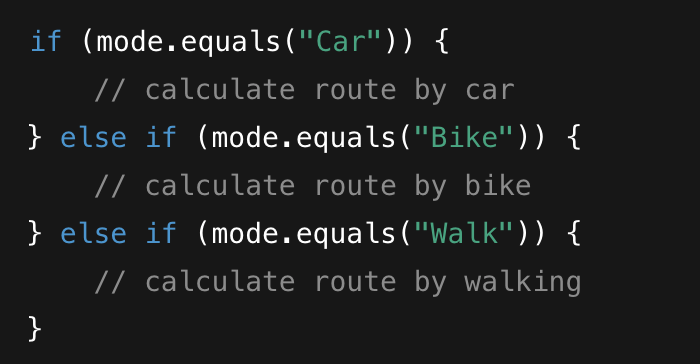 if (mode.equals("Car")) {
    // calculate route by car
} else if (mode.equals("Bike")) {
    // calculate route by bike
} else if (mode.equals("Walk")) {
    // calculate route by walking
}